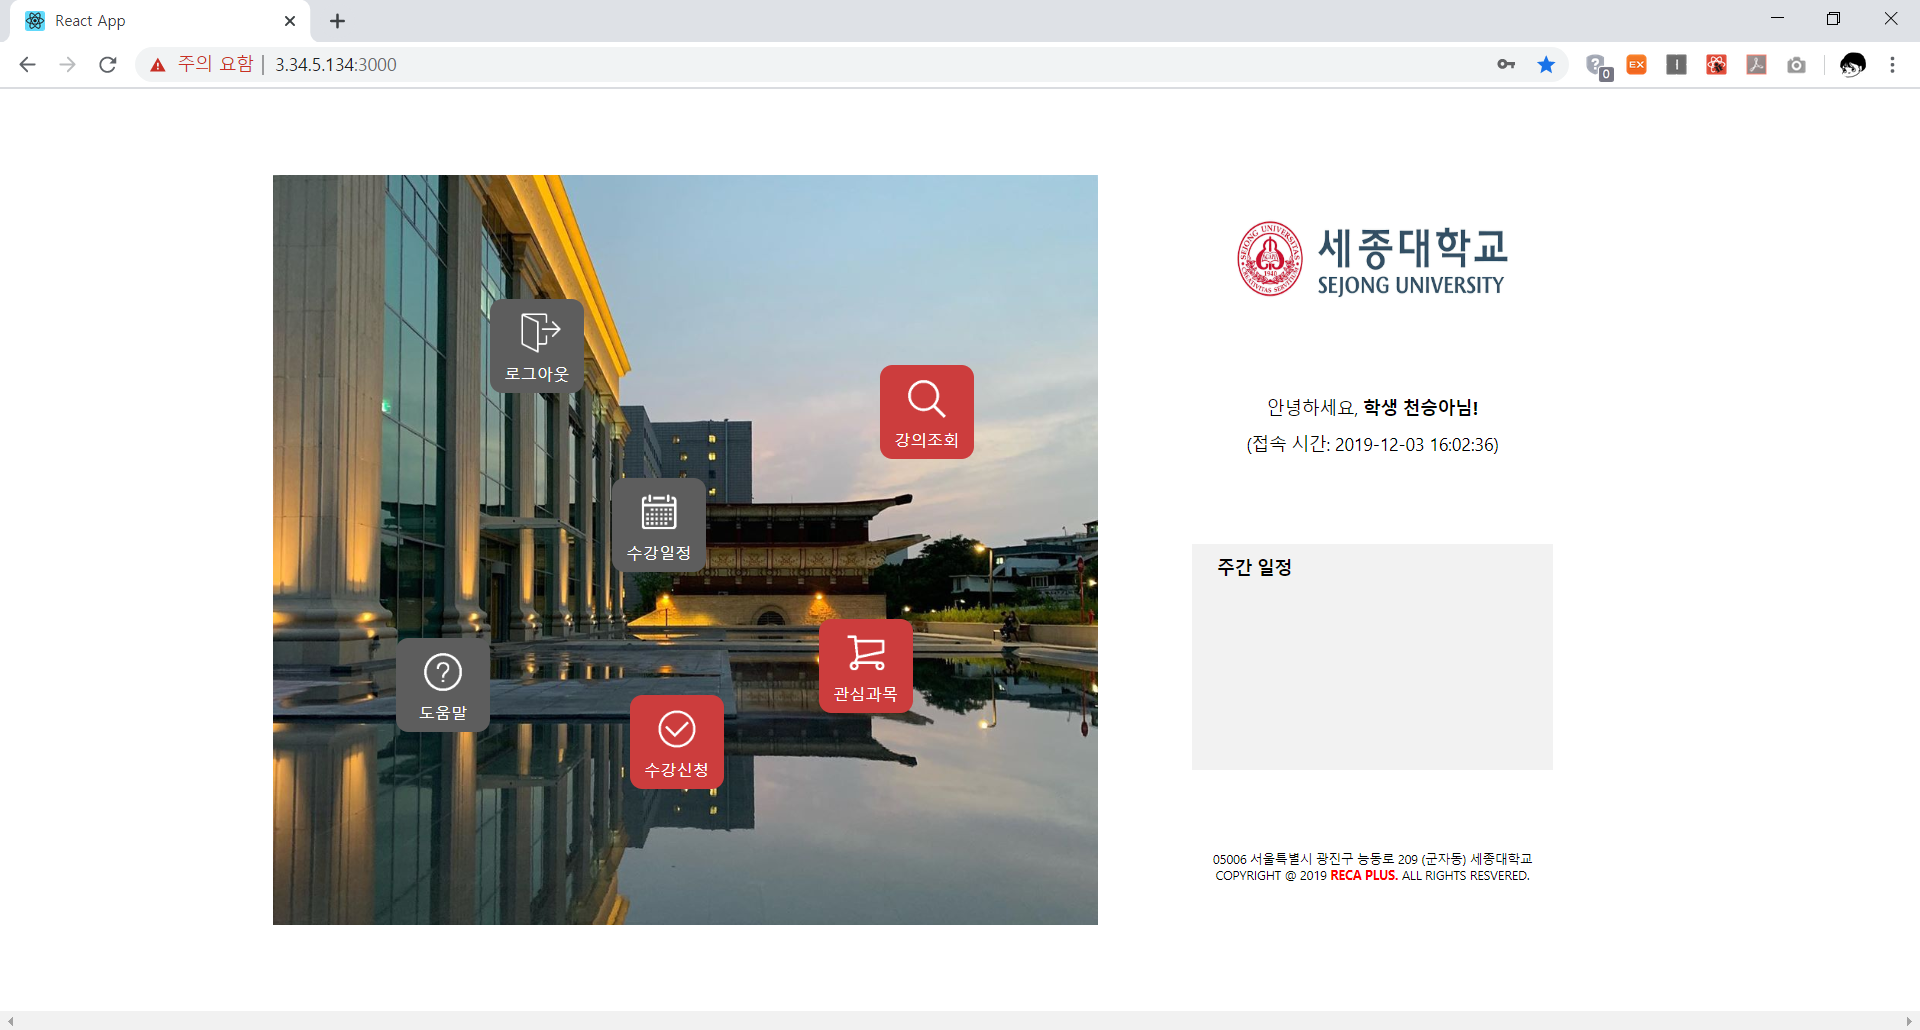 React App
주의 요함 | 3.34.5.134:3000
0
EX
로그아웃
강의조회
수강일정
관심과목
도움말
수강신청
세종대학교
SEJONG UNIVERSITY
안녕하세요, 학생 천승아님!
(접속 시간: 2019-12-03 16:02:36)
주간 일정
05006 서울특별시 광진구 능동로 209 (군자동) 세종대학교
COPYRIGHT @ 2019 RECA PLUS. ALL RIGHTS RESVERED.